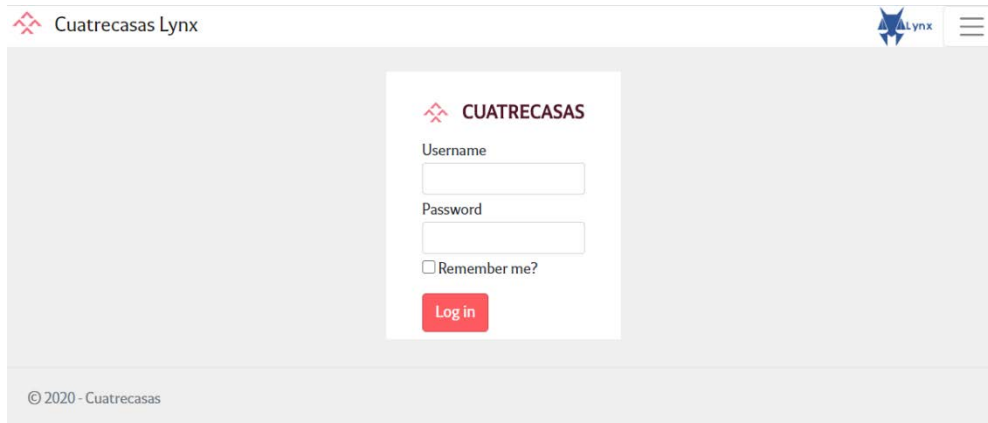 Cuatrecasas Lynx
Lynx
CUATRECASAS
Username
Password
Remember me?
Log in
© 2020 - Cuatrecasas